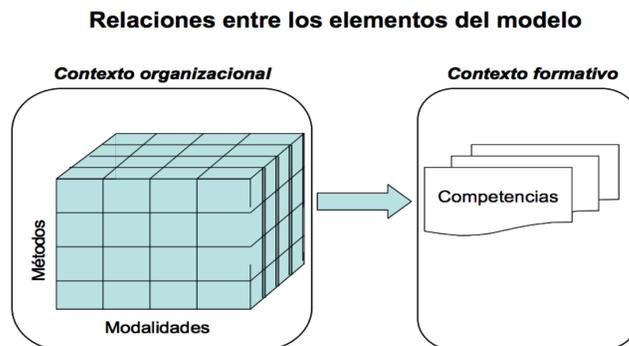 Relaciones entre los elementos del modelo
Contexto organizacional
Contexto formativo
Métodos
Modalidades
Competencias